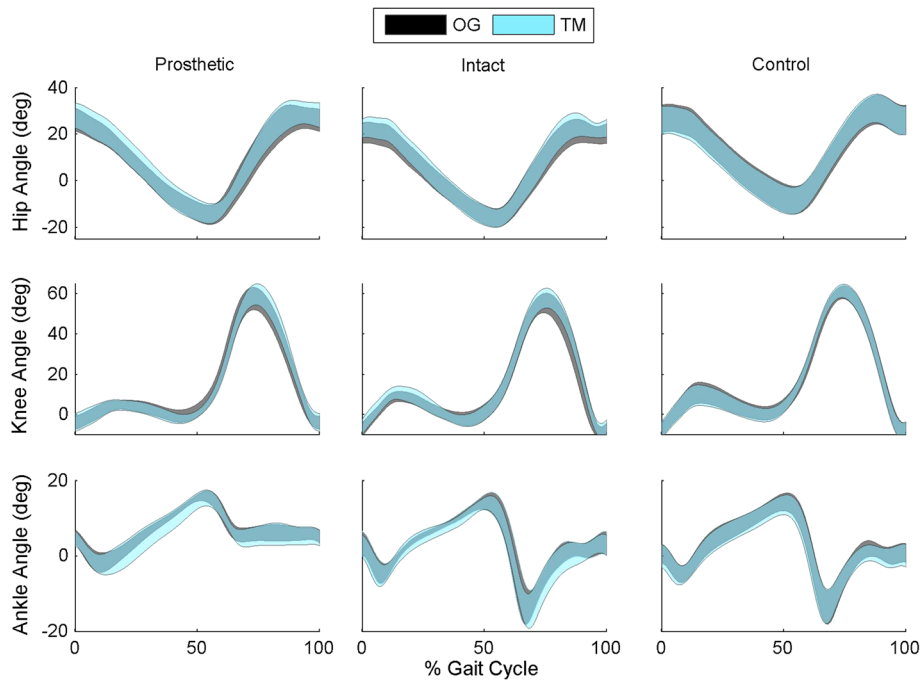 OG TM
Prosthetic Intact Control
Hip Angle (deg)
40
20
0
-20
Knee Angle (deg)
60
40
20
0
Ankle Angle (deg)
20
0
-20
0 50 100 0 50 100 0 50 100
% Gait Cycle